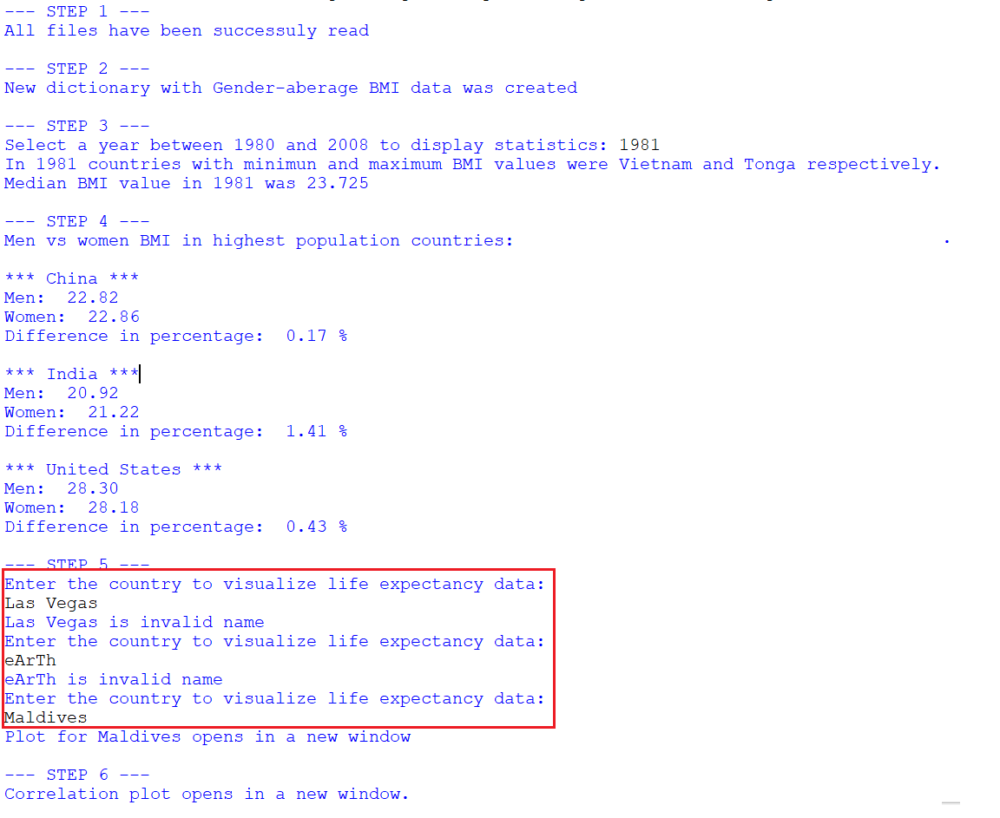 --- STEP 1 ---
All files have been successuly read
--- STEP 2 ---
New dictionary with Gender-aberage BMI data was created
--- STEP 3 ---
Select a year between 1980 and 2008 to display statistics: 1981
In 1981 countries with minimun and maximum BMI values were Vietnam and Tonga respectively.
Median BMI value in 1981 was 23.725
--- STEP 4 ---
Men vs women BMI in highest population countries:
*** China ***
Men:  22.82
Women:  22.86
Difference in percentage:  0.17 %
*** India ***
Men:  20.92
Women:  21.22
Difference in percentage:  1.41 %
*** United States ***
Men:  28.30
Women:  28.18
Difference in percentage:  0.43 %
--- STEP 5 ---
Enter the country to visualize life expectancy data:
Las Vegas
Las Vegas is invalid name
Enter the country to visualize life expectancy data:
eArTh
eArTh is invalid name
Enter the country to visualize life expectancy data:
Maldives
Plot for Maldives opens in a new window
--- STEP 6 ---
Correlation plot opens in a new window.